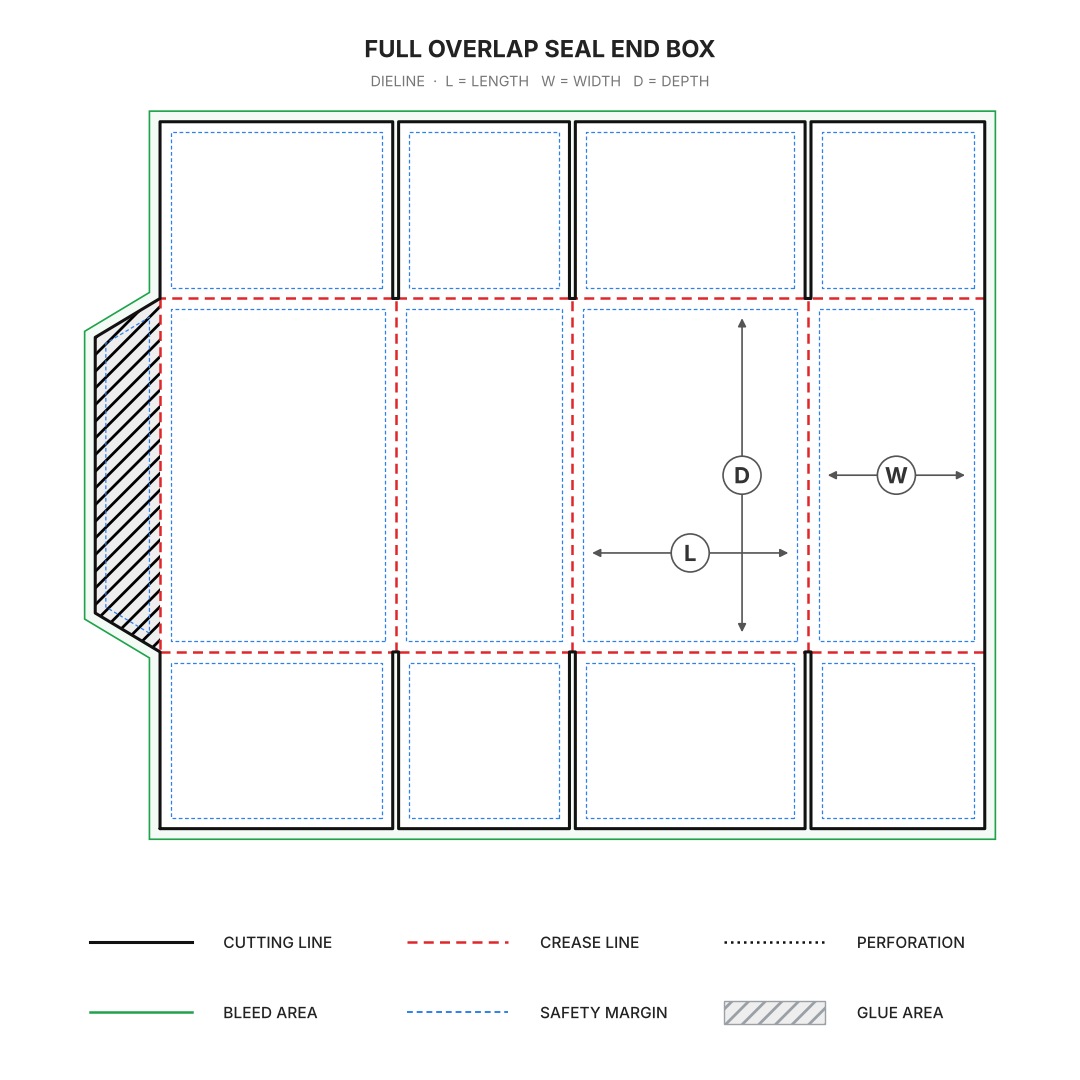 FULL OVERLAP SEAL END BOX
DIELINE · L = LENGTH W = WIDTH D = DEPTH
D
W
L
CUTTING LINE
CREASE LINE
PERFORATION
BLEED AREA
SAFETY MARGIN
GLUE AREA